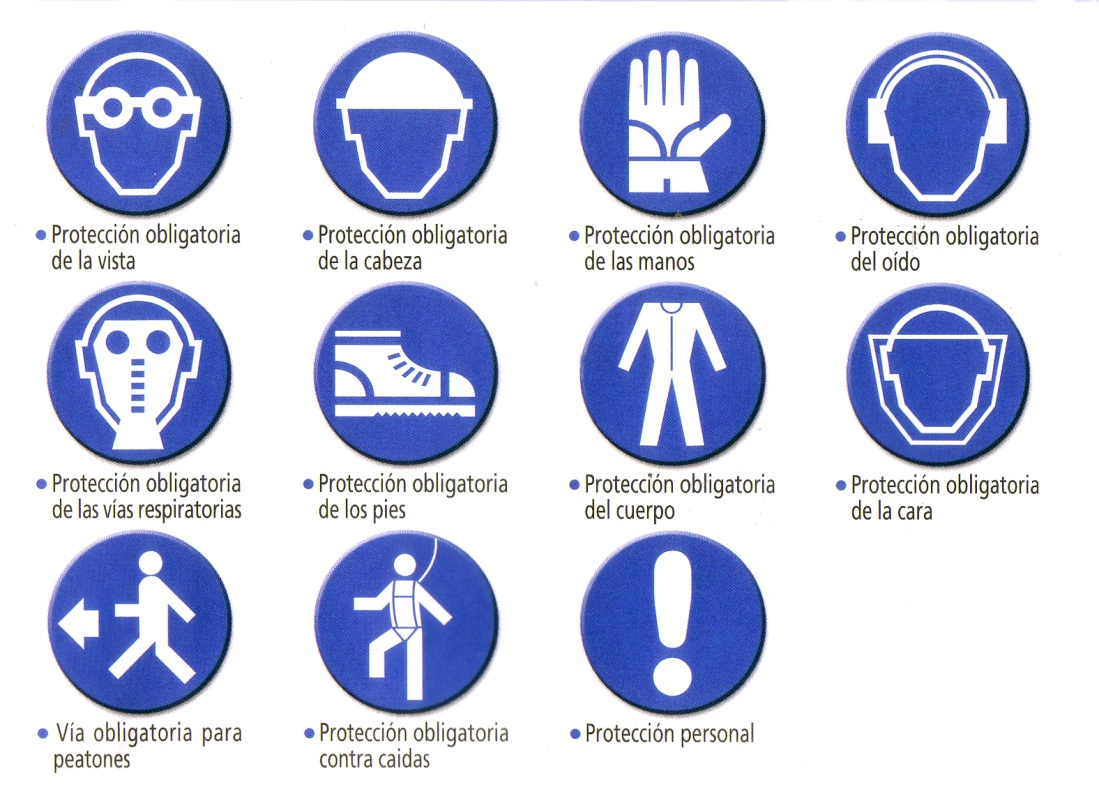 • Protección obligatoria
de la vista
• Protección obligatoria
de la cabeza
• Protección obligatoria
de las manos
• Protección obligatoria
del oído
• Protección obligatoria
de las vías respiratorias
• Protección obligatoria
de los pies
• Protección obligatoria
del cuerpo
• Protección obligatoria
de la cara
• Vía obligatoria para
peatones
• Protección obligatoria
contra caidas
• Protección personal